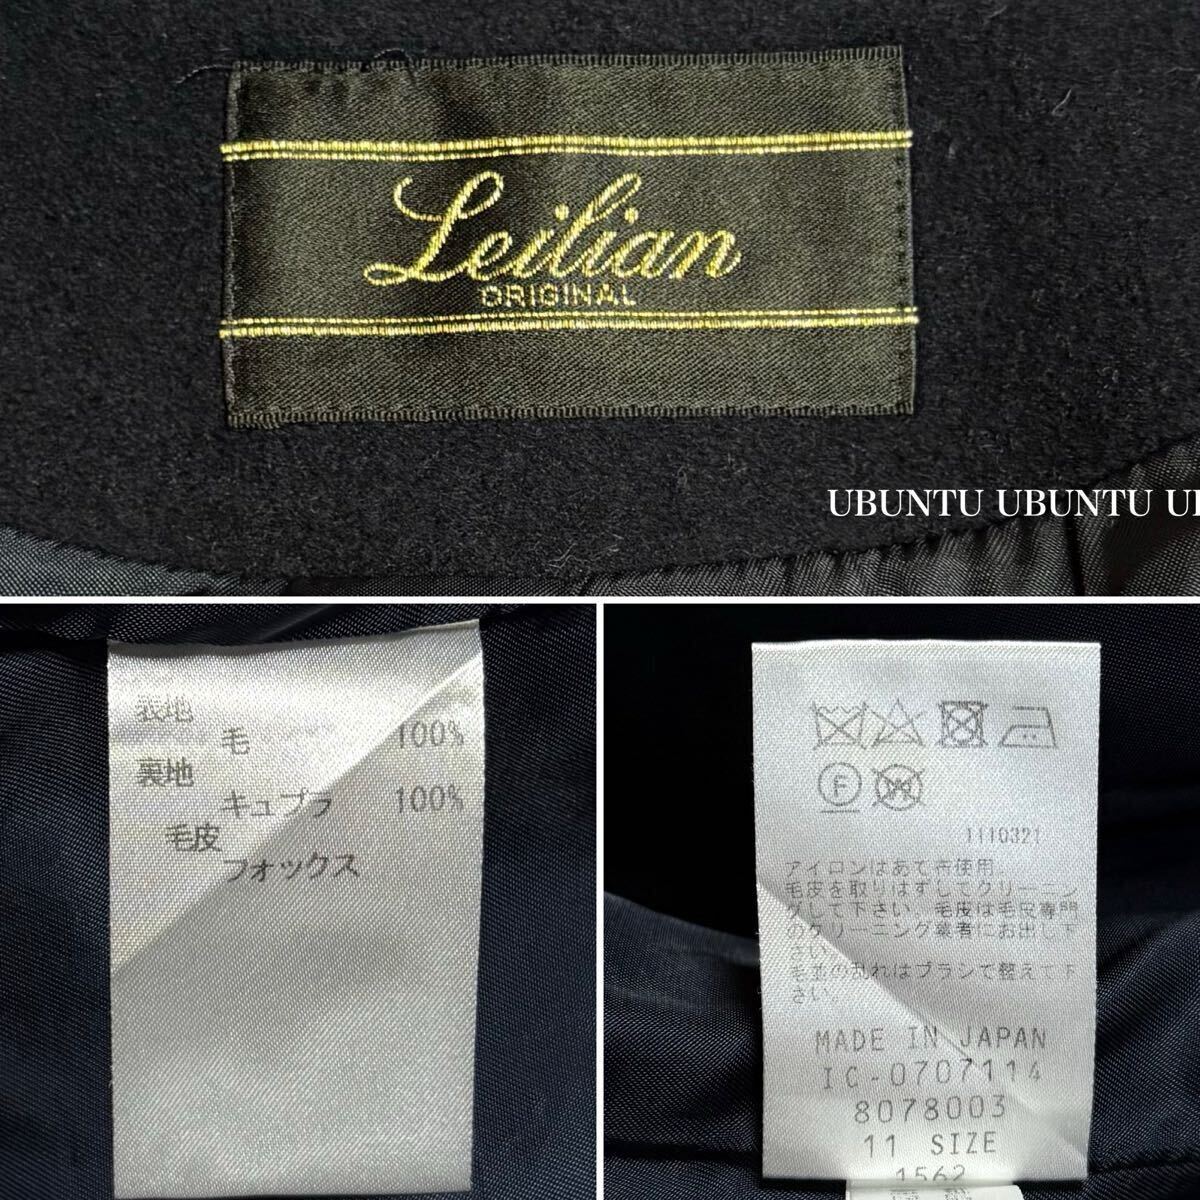 Leilian
ORIGINAL
UBUNTU UBUNTU
表地
毛 100%
裏地
キュプラ 100%
毛皮
フォックス
F
W
1110321
アイロンはあて布使用。
毛皮を取りはずしてクリーニン
グして下さい。毛皮は毛皮専門
のクリーニング業者にお出し下
さい。
毛並の乱れはブラシで整えて下
さい。
MADE IN JAPAN
IC-0707114
8078003
11 SIZE
1562